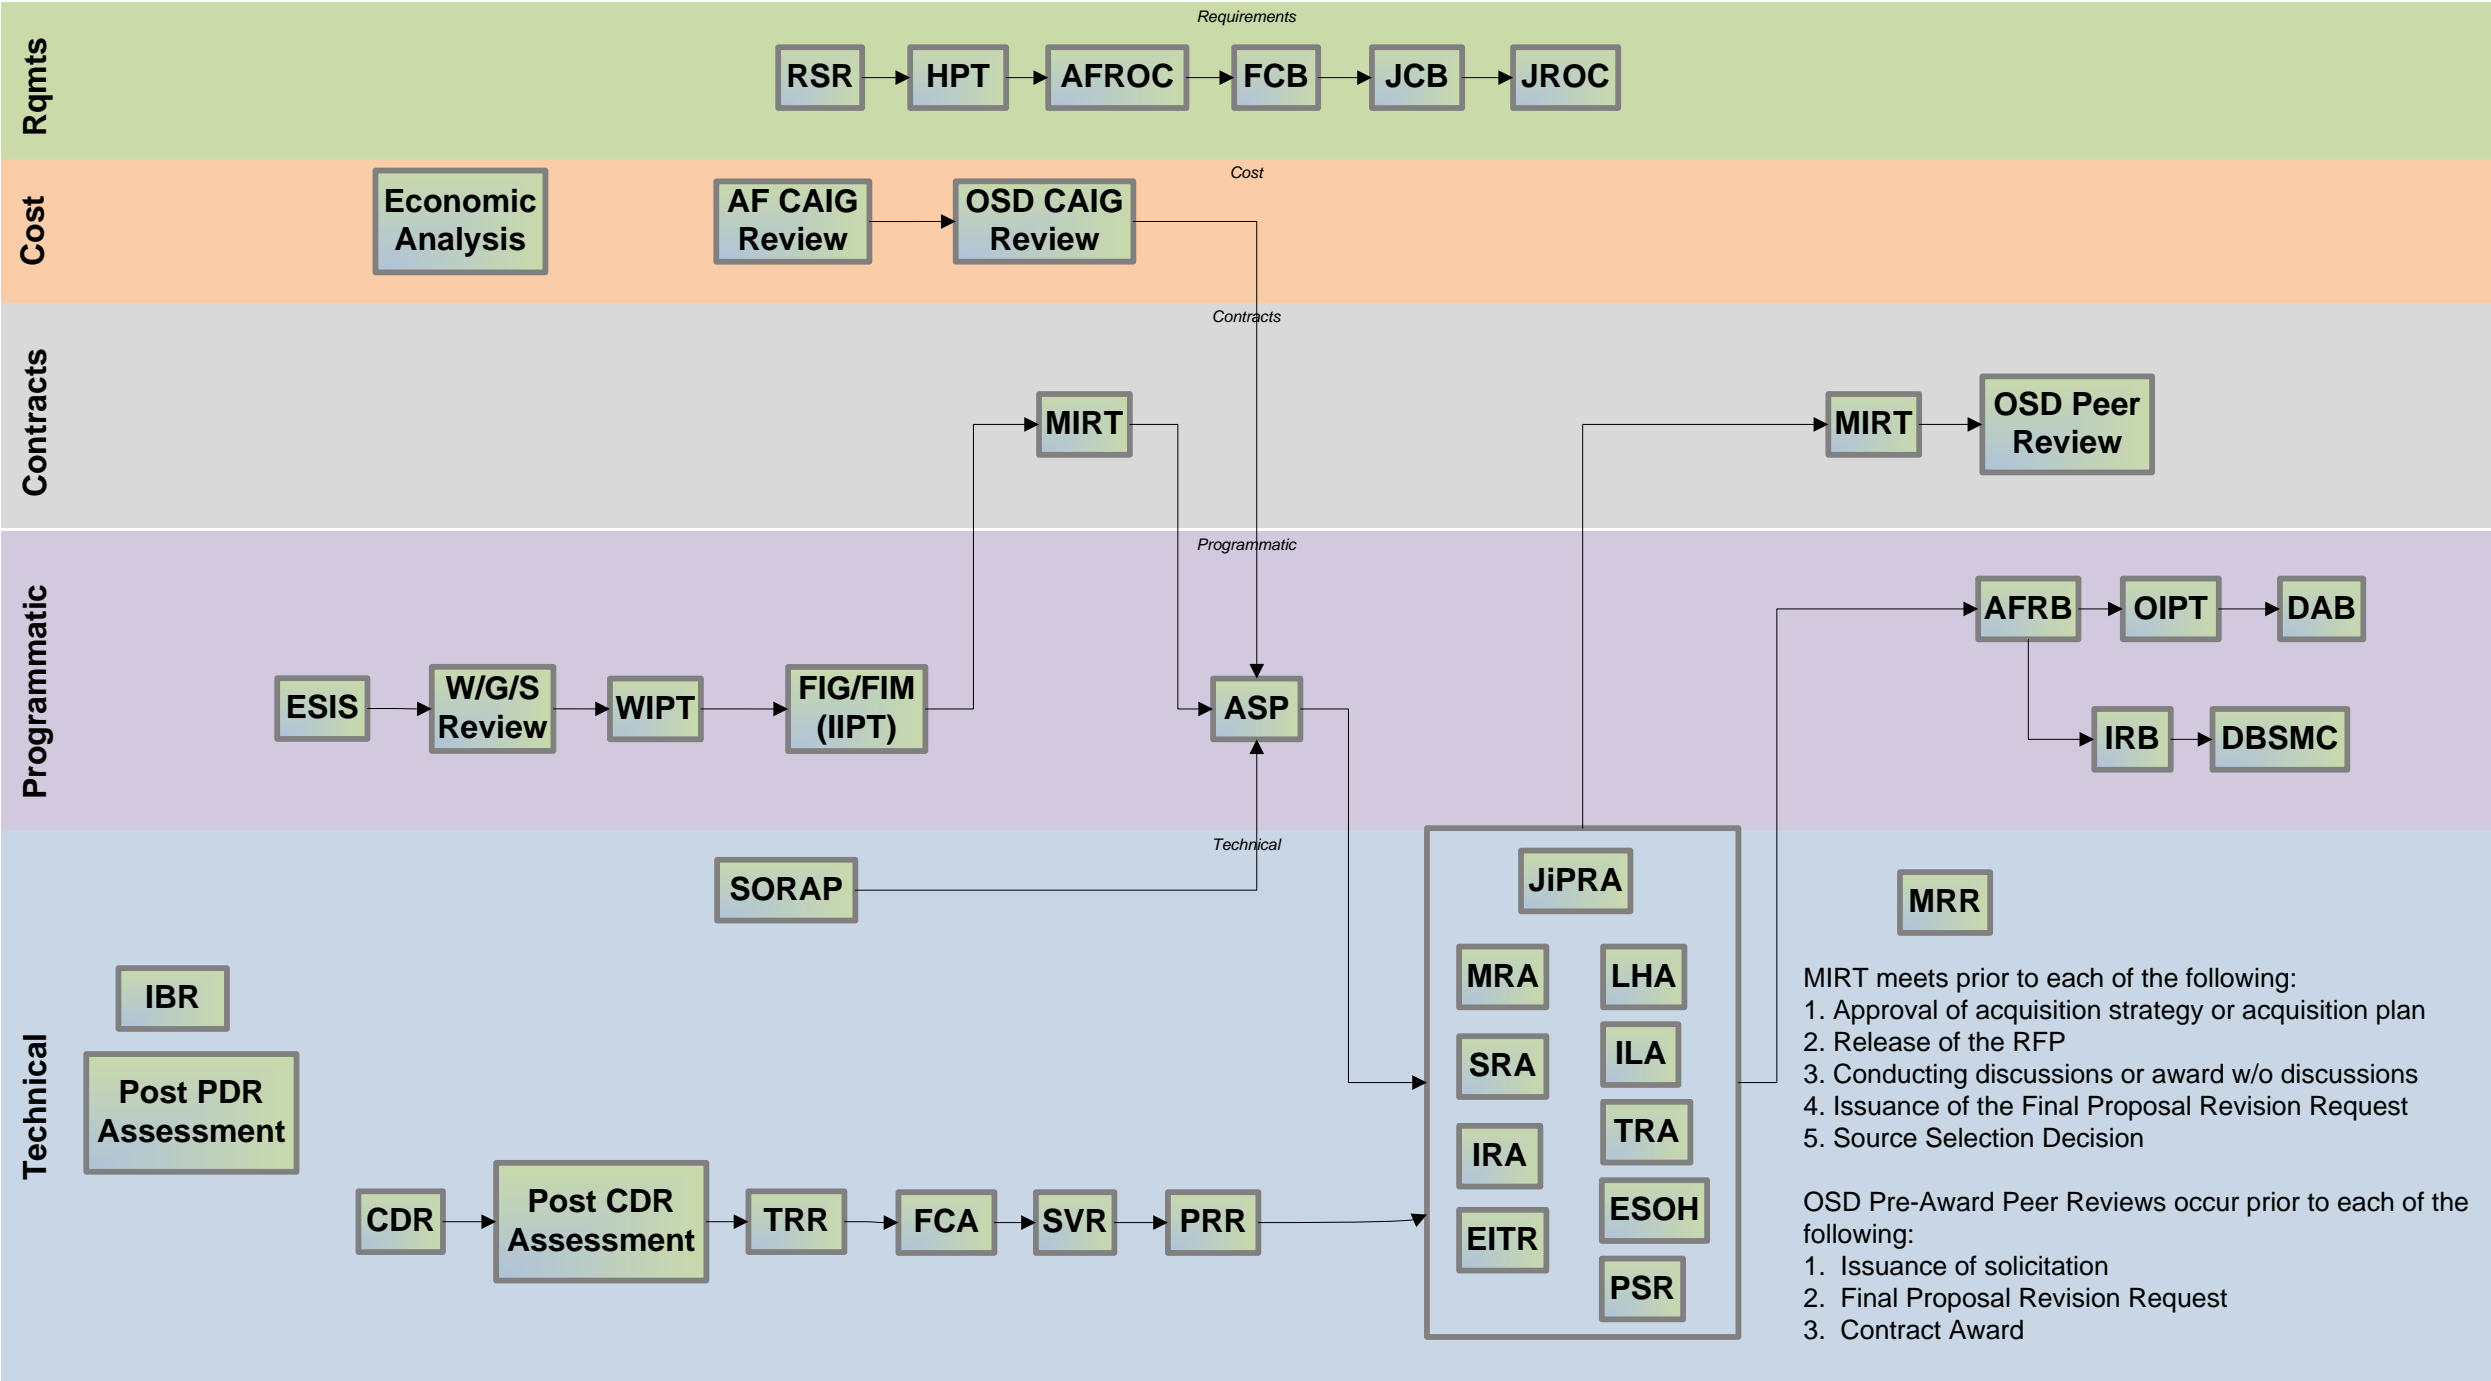 Requirements
Rqmts
RSR
HPT
AFROC
FCB
JCB
JROC
Cost
Cost
Economic
Analysis
AF CAIG
Review
OSD CAIG
Review
Contracts
Contracts
MIRT
MIRT
OSD Peer
Review
Programmatic
Programmatic
AFRB
OIPT
DAB
ESIS
W/G/S
Review
WIPT
FIG/FIM
(IIPT)
ASP
IRB
DBSMC
Technical
Technical
SORAP
JiPRA
MRR
IBR
Post PDR
Assessment
MRA
LHA
SRA
ILA
IRA
TRA
EITR
ESOH
PSR
CDR
Post CDR
Assessment
TRR
FCA
SVR
PRR
MIRT meets prior to each of the following:
1. Approval of acquisition strategy or acquisition plan
2. Release of the RFP
3. Conducting discussions or award w/o discussions
4. Issuance of the Final Proposal Revision Request
5. Source Selection Decision
OSD Pre-Award Peer Reviews occur prior to each of the
following:
1. Issuance of solicitation
2. Final Proposal Revision Request
3. Contract Award